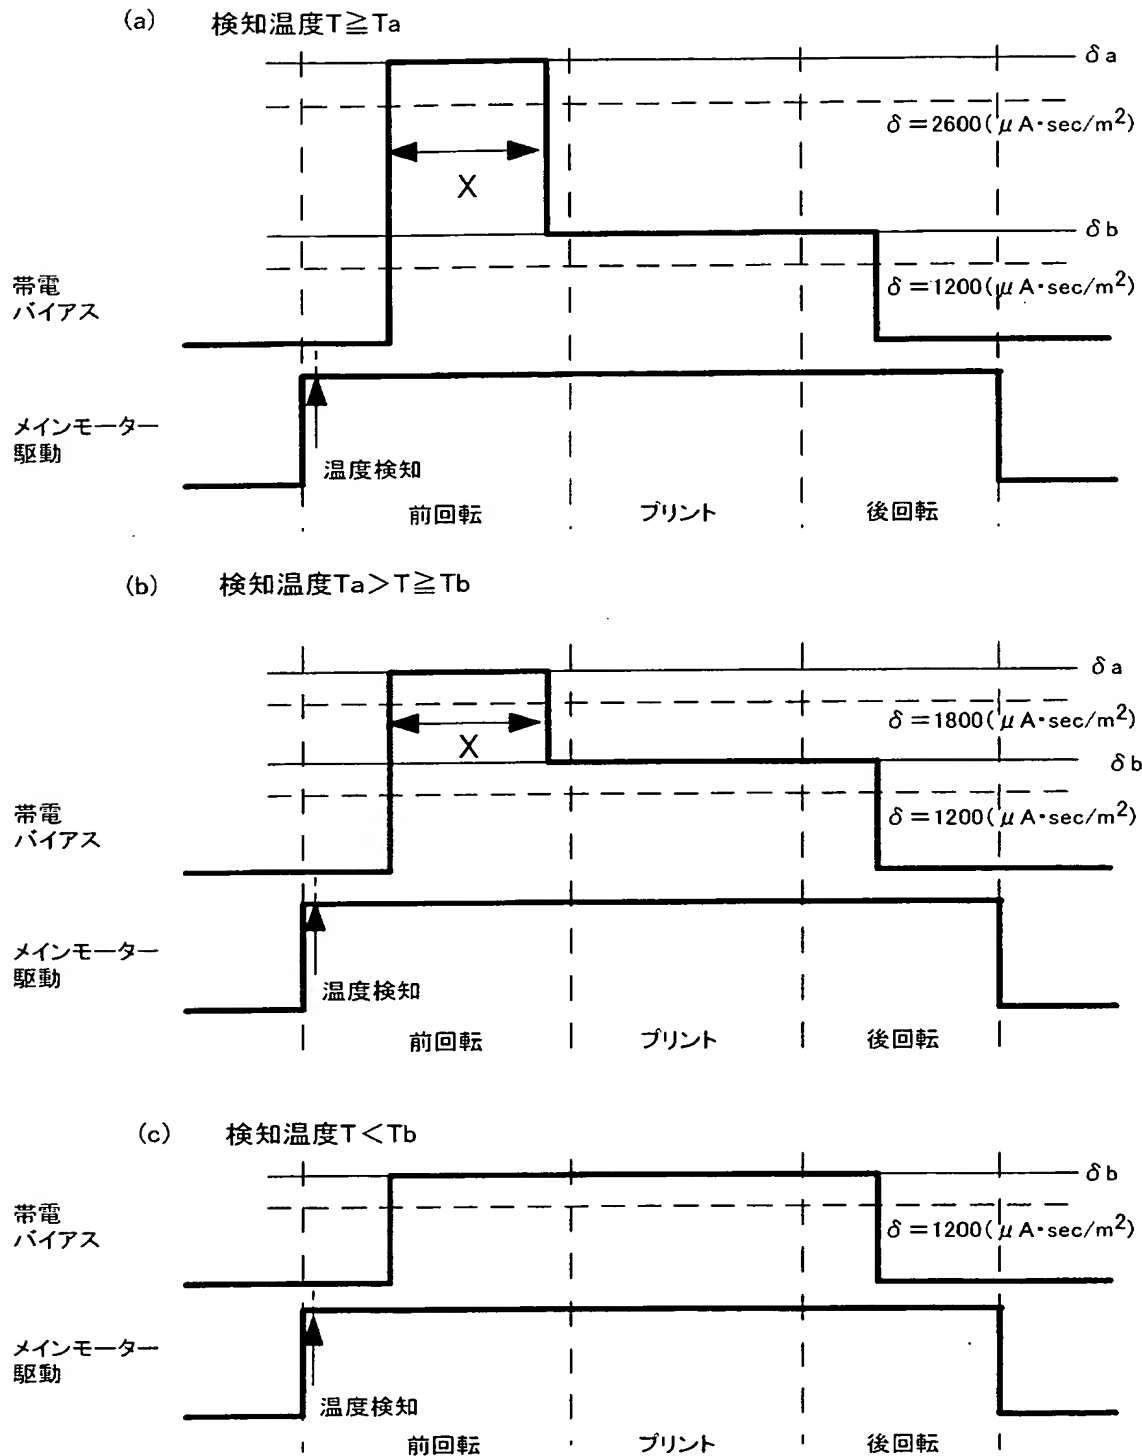 (a) 検知温度T≧Ta
δa
δ=2600(μA・sec/m²)
X
δb
δ=1200(μA・sec/m²)
帯電
バイアス
メインモーター
駆動
温度検知
前回転 プリント 後回転
(b) 検知温度Ta>T≧Tb
δa
δ=1800(μA・sec/m²)
X
δb
δ=1200(μA・sec/m²)
帯電
バイアス
メインモーター
駆動
温度検知
前回転 プリント 後回転
(c) 検知温度T<Tb
δb
δ=1200(μA・sec/m²)
帯電
バイアス
メインモーター
駆動
温度検知
前回転 プリント 後回転